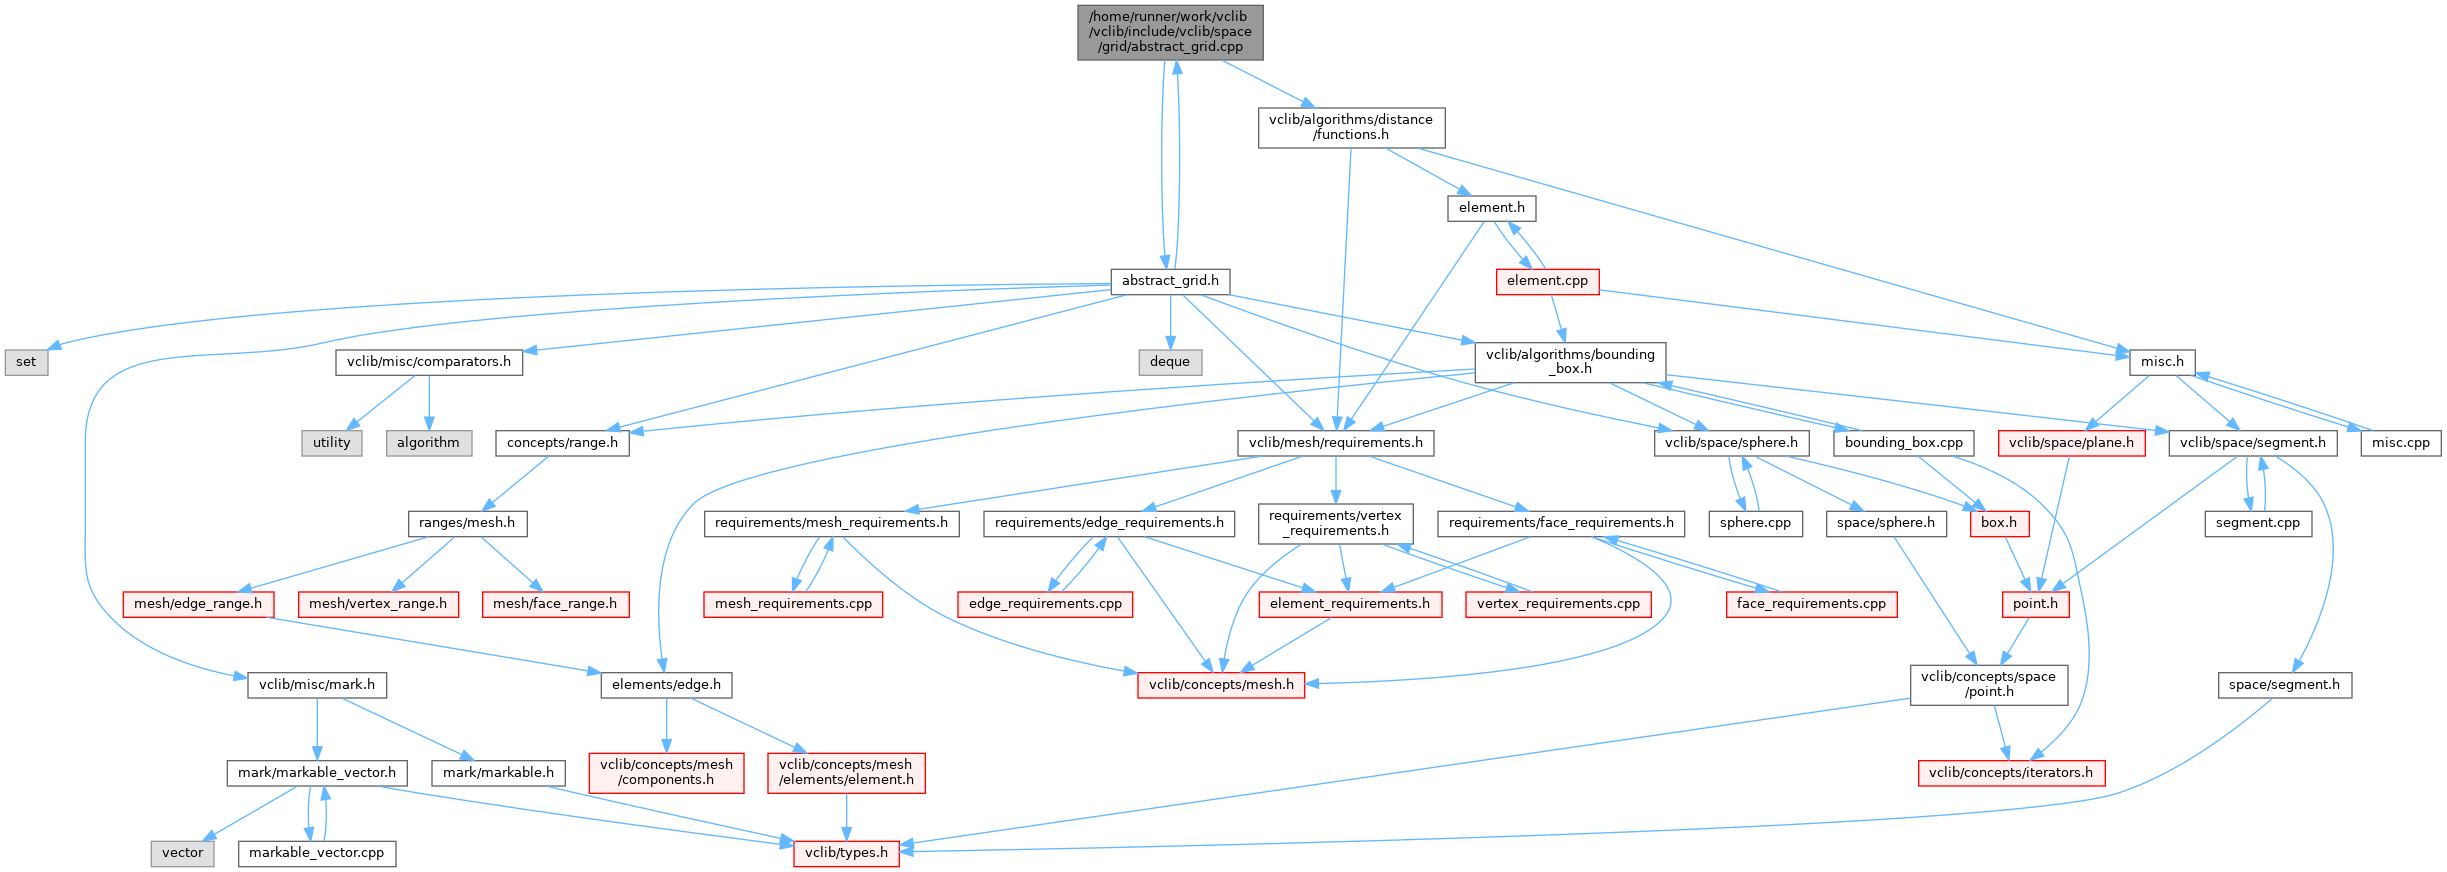 /home/runner/work/vclib
/vclib/include/vclib/space
/grid/abstract_grid.cpp
vclib/algorithms/distance
/functions.h
element.h
abstract_grid.h
element.cpp
set
vclib/misc/comparators.h
deque
vclib/algorithms/bounding
_box.h
misc.h
utility
algorithm
concepts/range.h
vclib/mesh/requirements.h
vclib/space/sphere.h
bounding_box.cpp
vclib/space/plane.h
vclib/space/segment.h
misc.cpp
ranges/mesh.h
requirements/mesh_requirements.h
requirements/edge_requirements.h
requirements/vertex
_requirements.h
requirements/face_requirements.h
sphere.cpp
space/sphere.h
box.h
segment.cpp
mesh/edge_range.h
mesh/vertex_range.h
mesh/face_range.h
mesh_requirements.cpp
edge_requirements.cpp
element_requirements.h
vertex_requirements.cpp
face_requirements.cpp
point.h
vclib/misc/mark.h
elements/edge.h
vclib/concepts/mesh.h
vclib/concepts/space
/point.h
space/segment.h
mark/markable_vector.h
mark/markable.h
vclib/concepts/mesh
/components.h
vclib/concepts/mesh
/elements/element.h
vclib/concepts/iterators.h
vector
markable_vector.cpp
vclib/types.h